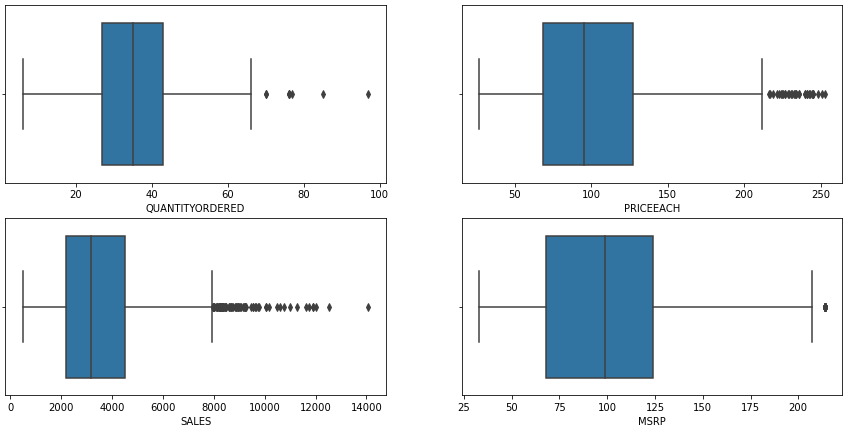 20 40 60 80 100
QUANTITYORDERED
50 100 150 200 250
PRICEEACH
0 2000 4000 6000 8000 10000 12000 14000
SALES
25 50 75 100 125 150 175 200
MSRP